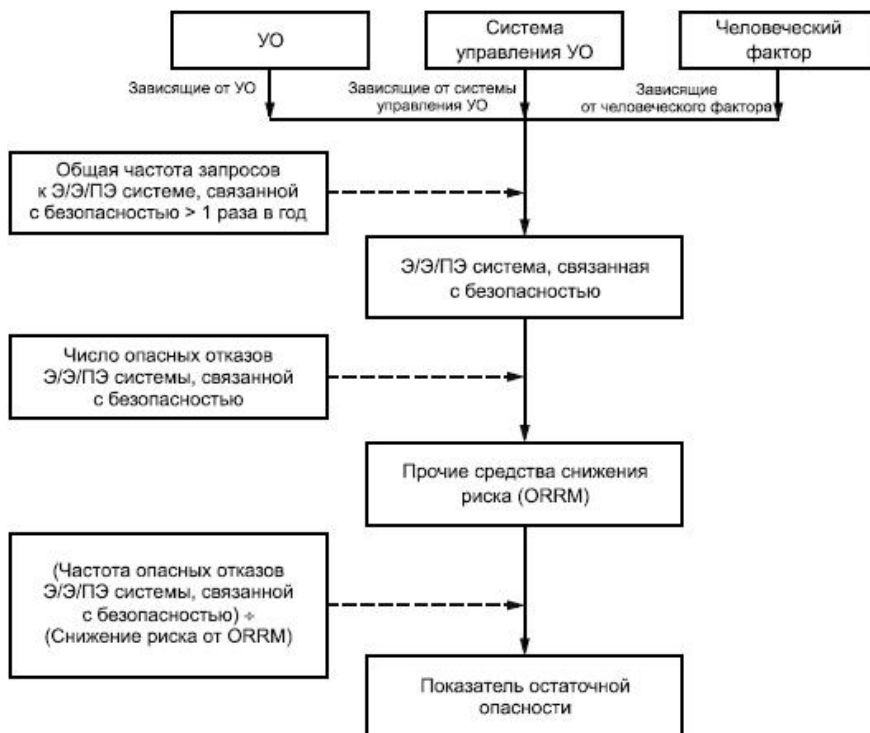 УО
Система
управления УО
Человеческий
фактор
Зависящие от УО
Зависящие от системы
управления УО
Зависящие
от человеческого фактора
Общая частота запросов
к Э/Э/ПЭ системе, связанной
с безопасностью > 1 раза в год
Э/Э/ПЭ система, связанная
с безопасностью
Число опасных отказов
Э/Э/ПЭ системы, связанной
с безопасностью
Прочие средства снижения
риска (ORRM)
(Частота опасных отказов
Э/Э/ПЭ системы, связанной
с безопасностью) ÷
(Снижение риска от ORRM)
Показатель остаточной
опасности